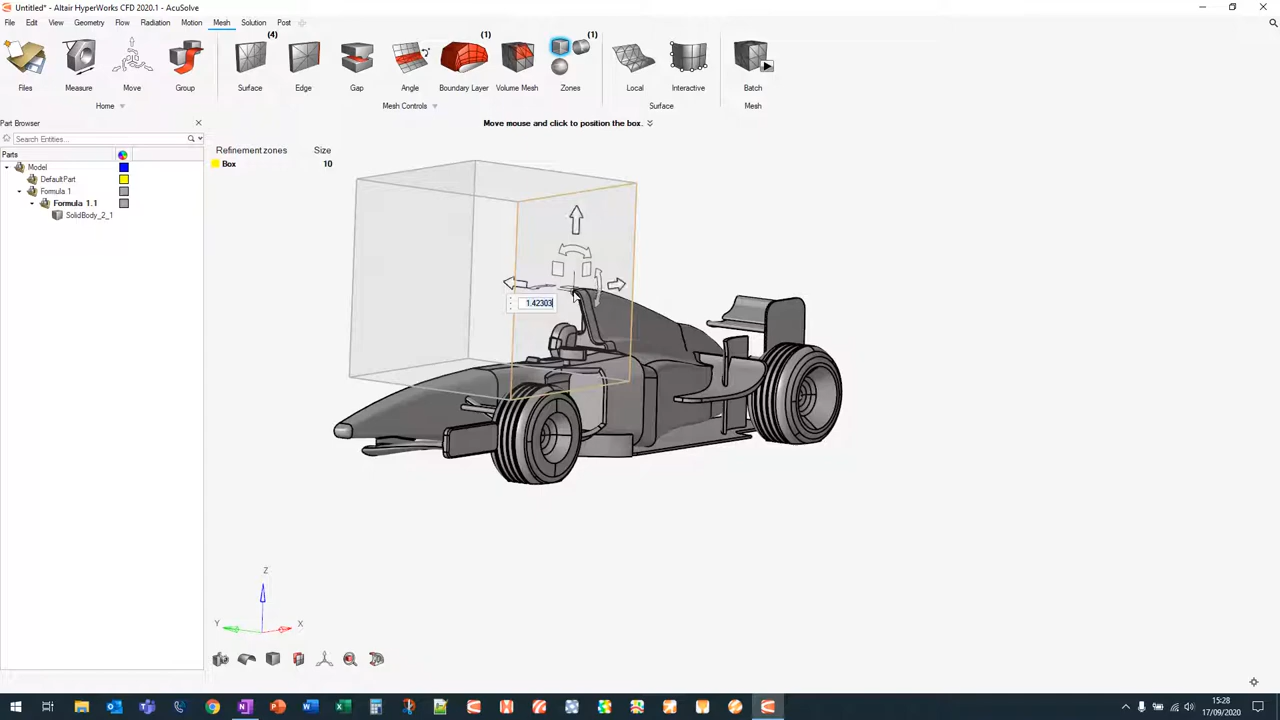 Untitled* - Altair HyperWorks CFD 2020.1 - AcuSolve
File Edit View Geometry Flow Radiation Motion Mesh Solution Post
(4) (1) (1)
Files Measure Move Group Surface Edge Gap Angle Boundary Layer Volume Mesh Zones Local Interactive Batch
Home Mesh Controls Surface Mesh
Part Browser
Move mouse and click to position the box.
Search Entities...
Parts
Model
DefaultPart
Formula 1
Formula 1.1
SolidBody_2_1
Refinement zones Size
Box 10
1.42303
Z
Y X
15:28
17/09/2020